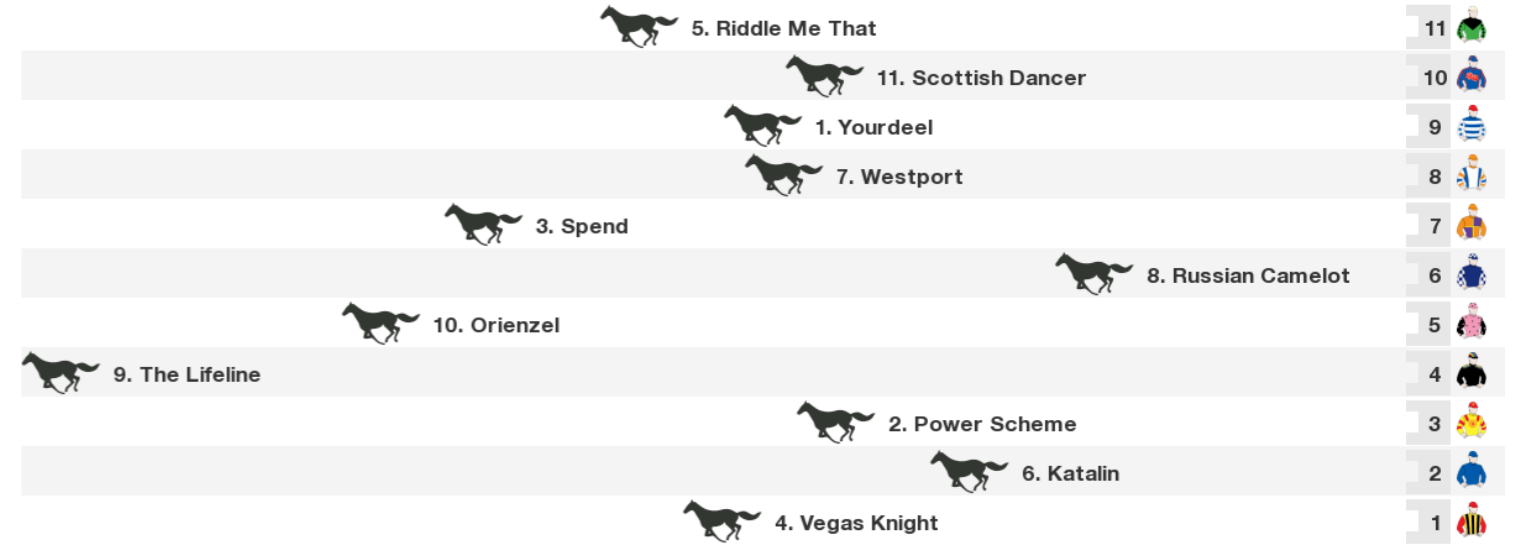 5. Riddle Me That 11
11. Scottish Dancer 10
1. Yourdeel 9
7. Westport 8
3. Spend 7
8. Russian Camelot 6
10. Orienzel 5
9. The Lifeline 4
2. Power Scheme 3
6. Katalin 2
4. Vegas Knight 1